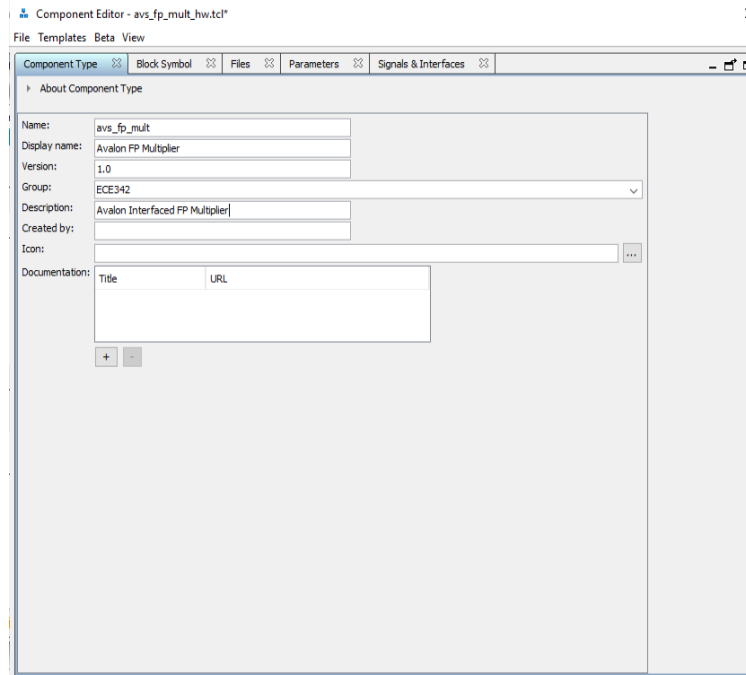 Component Editor - avs_fp_mult_hw.tcl*
File Templates Beta View
Component Type Block Symbol Files Parameters Signals & Interfaces
About Component Type
Name: avs_fp_mult
Display name: Avalon FP Multiplier
Version: 1.0
Group: ECE342
Description: Avalon Interfaced FP Multiplier
Created by:
Icon: ...
Documentation: Title URL
+ -